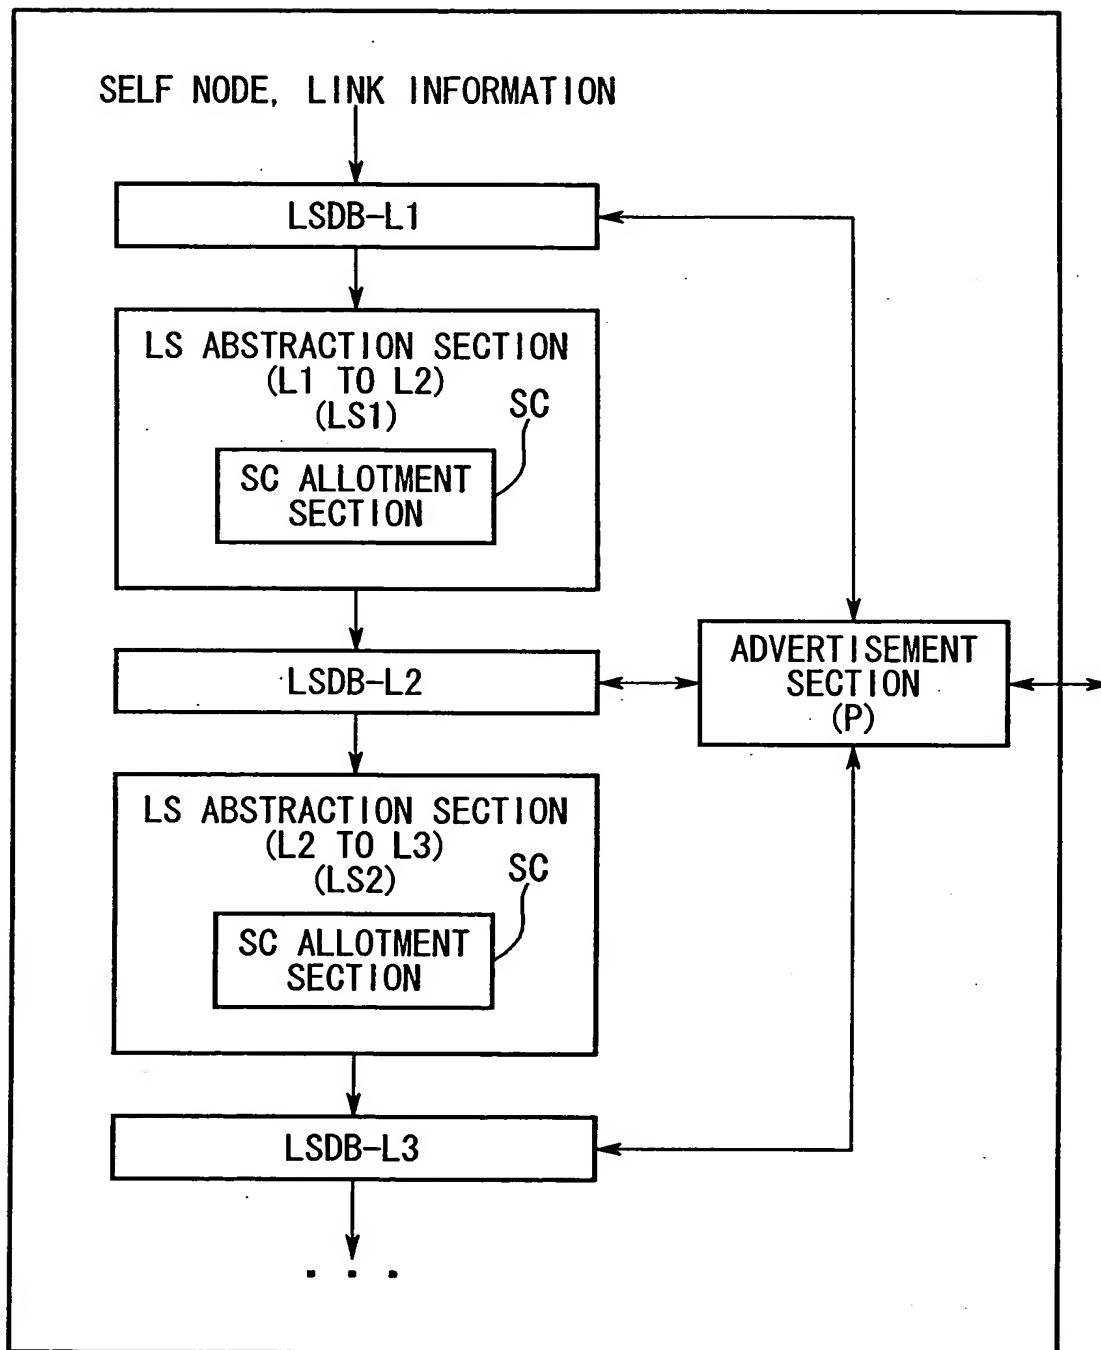 SELF NODE, LINK INFORMATION
LSDB-L1
LS ABSTRACTION SECTION
(L1 TO L2)
(LS1)
SC
SC ALLOTMENT
SECTION
LSDB-L2
ADVERTISEMENT
SECTION
(P)
LS ABSTRACTION SECTION
(L2 TO L3)
(LS2)
SC
SC ALLOTMENT
SECTION
LSDB-L3
...